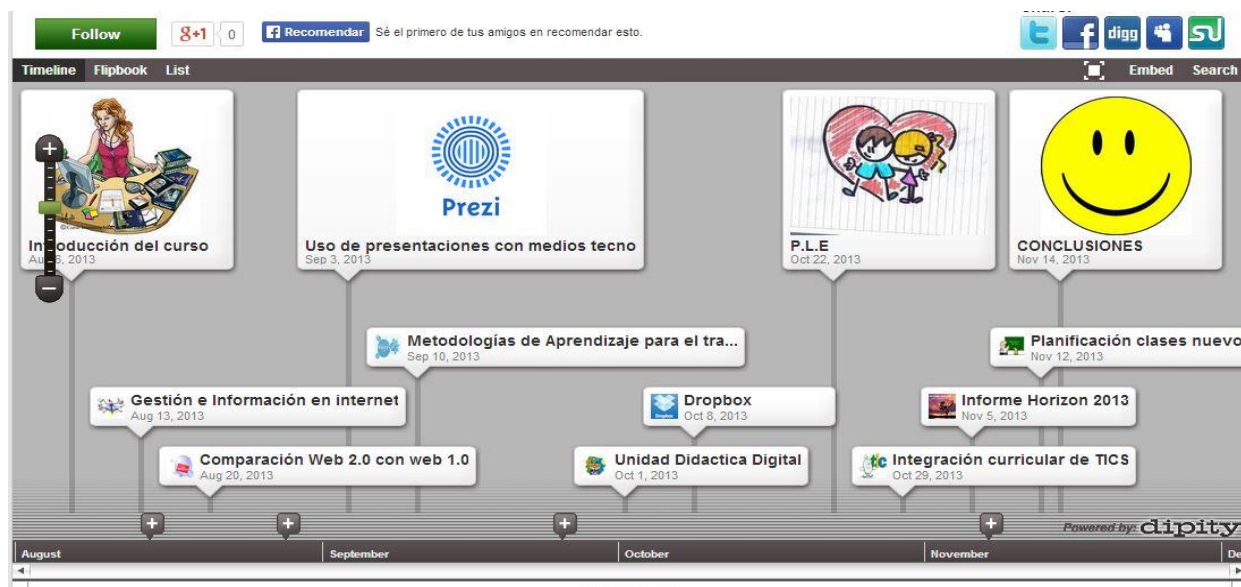 Follow
g+1 0
f Recomendar Sé el primero de tus amigos en recomendar esto.
digg
Timeline Flipbook List
Embed Search
Prezi
Introducción del curso
2013
Uso de presentaciones con medios tecno
Sep 3, 2013
P.L.E
Oct 22, 2013
CONCLUSIONES
Nov 14, 2013
Metodologías de Aprendizaje para el tra...
Sep 10, 2013
Planificación clases nuevo
Nov 12, 2013
Gestión e Información en internet
Aug 13, 2013
Dropbox
Oct 8, 2013
Informe Horizon 2013
Nov 5, 2013
Comparación Web 2.0 con web 1.0
Aug 20, 2013
Unidad Didactica Digital
Oct 1, 2013
tic
Integración curricular de TICS
Oct 29, 2013
Powered by: dipity
August September October November De